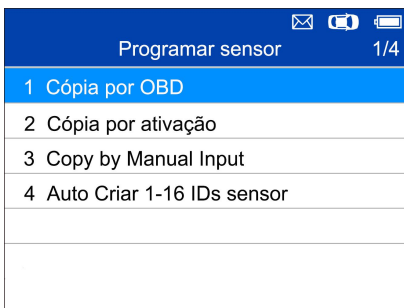 Programar sensor 1/4
1 Cópia por OBD
2 Cópia por ativação
3 Copy by Manual Input
4 Auto Criar 1-16 IDs sensor